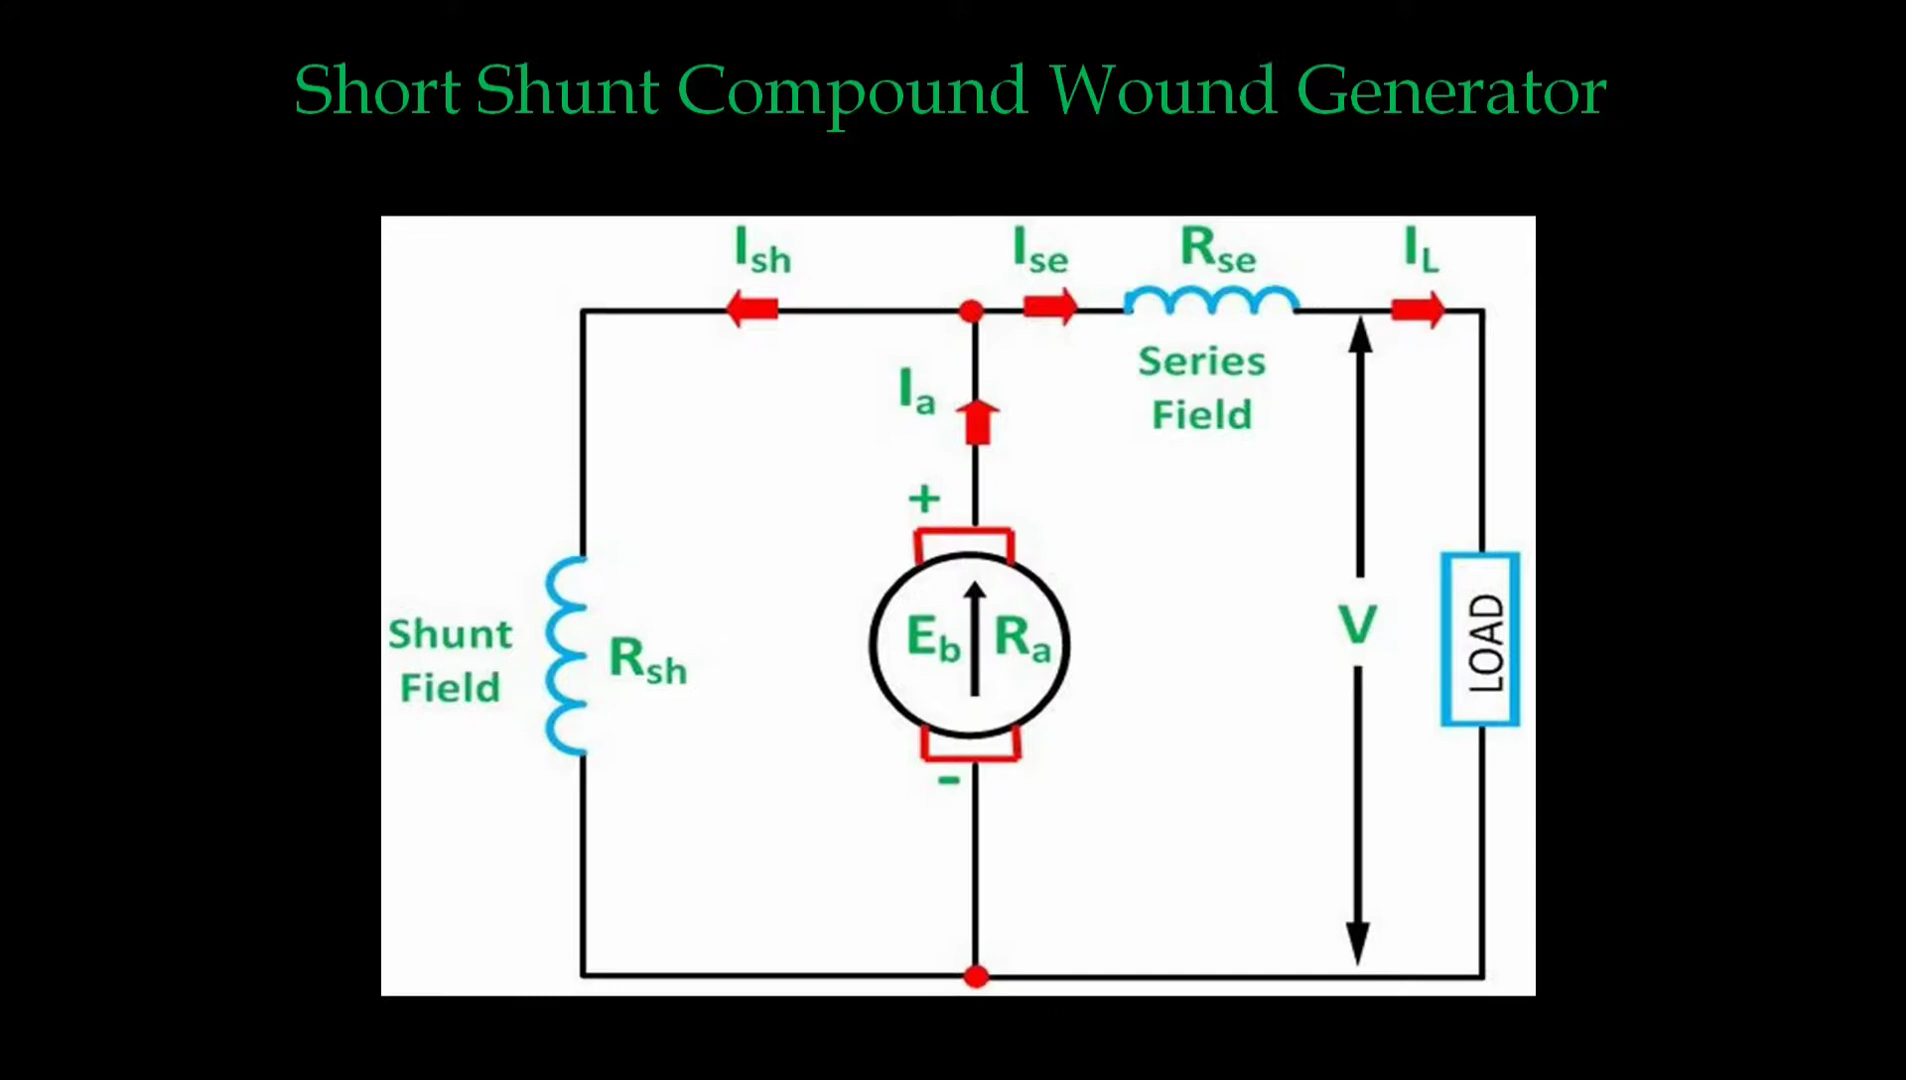 Short Shunt Compound Wound Generator
Ish
Ise
Rse
IL
Series
Field
Ia
+
Eb
Ra
Shunt
Field
Rsh
V
LOAD
-